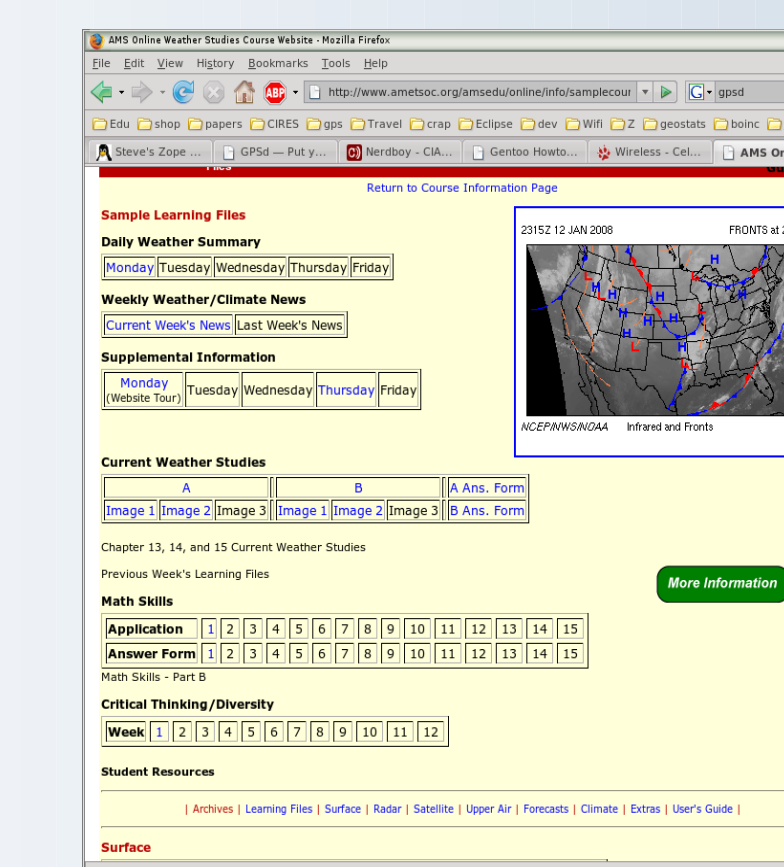 AMS Online Weather Studies Course Website - Mozilla Firefox
File Edit View History Bookmarks Tools Help
ABP http://www.ametsoc.org/amsedu/online/info/samplecour G gpsd
Edu shop papers CIRES gps Travel crap Eclipse dev Wifi Z geostats boinc
Steve's Zope ... GPSd — Put y... Nerdboy - CIA... Gentoo Howto... Wireless - Cel... AMS On
Files
Return to Course Information Page
Sample Learning Files
2315Z 12 JAN 2008 FRONTS at
Daily Weather Summary
Monday Tuesday Wednesday Thursday Friday
Weekly Weather/Climate News
Current Week's News Last Week's News
Supplemental Information
Monday (Website Tour) Tuesday Wednesday Thursday Friday
H H H H H H H H L L L L L
NCEP/NWS/NOAA Infrared and Fronts
Current Weather Studies
A B A Ans. Form
Image 1 Image 2 Image 3 Image 1 Image 2 Image 3 B Ans. Form
Chapter 13, 14, and 15 Current Weather Studies
Previous Week's Learning Files
More Information
Math Skills
Application 1 2 3 4 5 6 7 8 9 10 11 12 13 14 15
Answer Form 1 2 3 4 5 6 7 8 9 10 11 12 13 14 15
Math Skills - Part B
Critical Thinking/Diversity
Week 1 2 3 4 5 6 7 8 9 10 11 12
Student Resources
| Archives | Learning Files | Surface | Radar | Satellite | Upper Air | Forecasts | Climate | Extras | User's Guide |
Surface